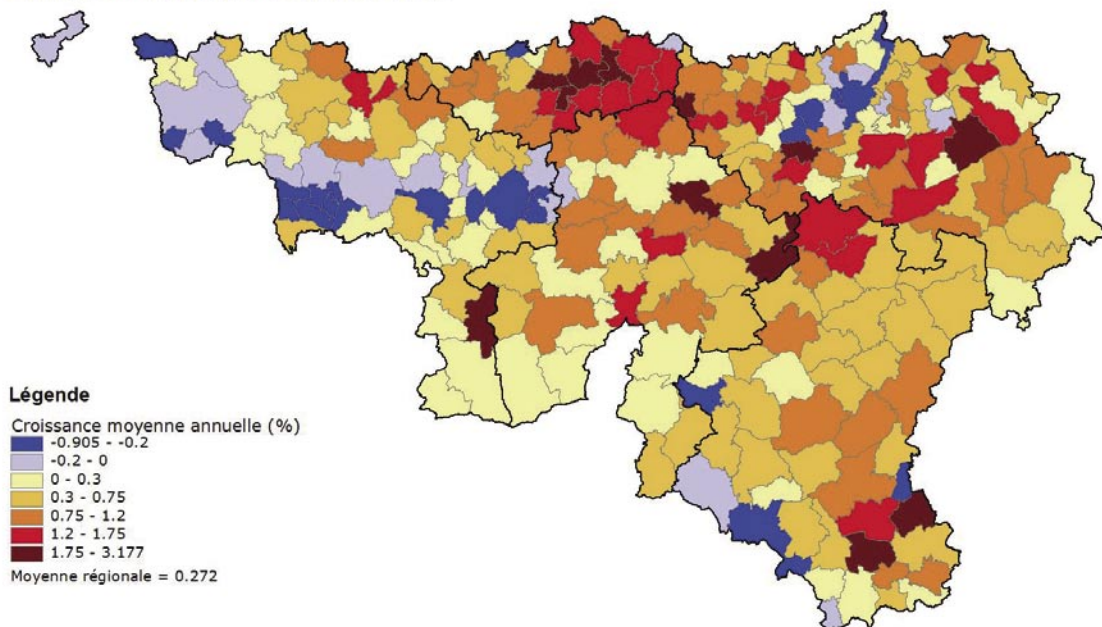 Légende
Croissance moyenne annuelle (%)
-0.905 - -0.2
-0.2 - 0
0 - 0.3
0.3 - 0.75
0.75 - 1.2
1.2 - 1.75
1.75 - 3.177
Moyenne régionale = 0.272